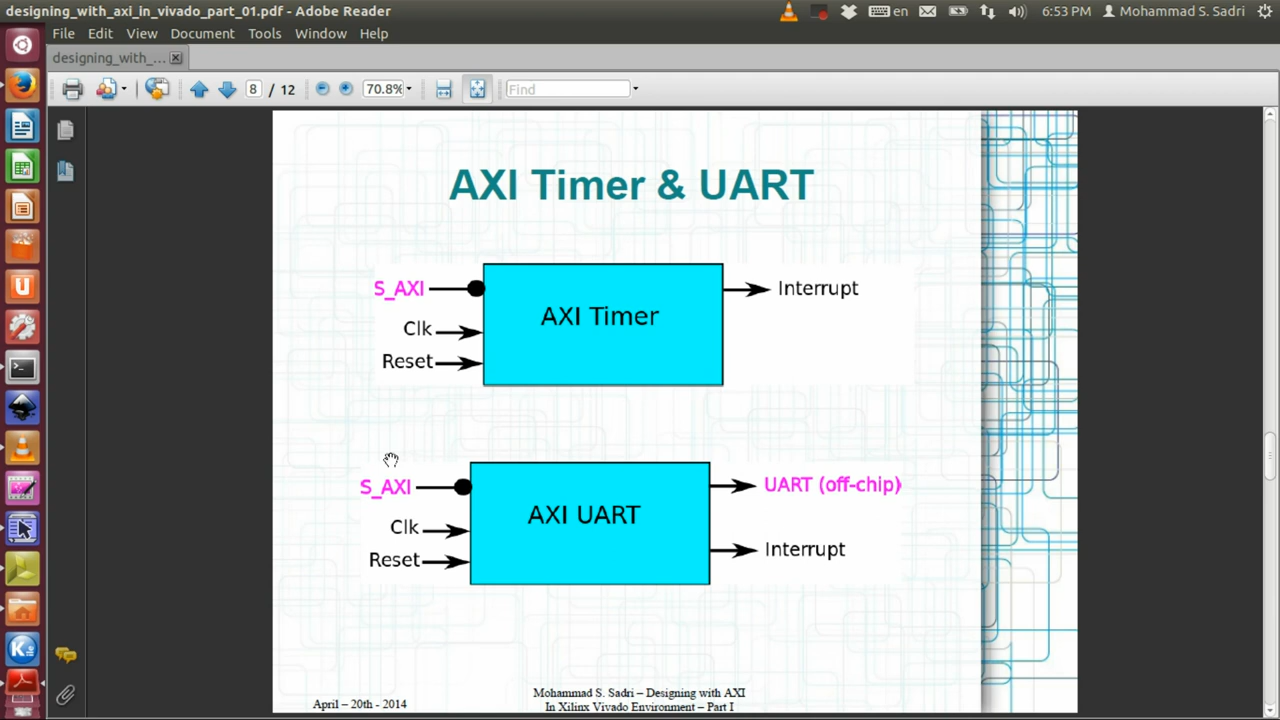 designing_with_axi_in_vivado_part_01.pdf - Adobe Reader
en
6:53 PM
Mohammad S. Sadri
File Edit View Document Tools Window Help
designing_with_...
8 / 12
70.8%
Find
AXI Timer & UART
S_AXI
Clk
Reset
AXI Timer
Interrupt
S_AXI
Clk
Reset
AXI UART
UART (off-chip)
Interrupt
April – 20th - 2014
Mohammad S. Sadri – Designing with AXI
In Xilinx Vivado Environment – Part I